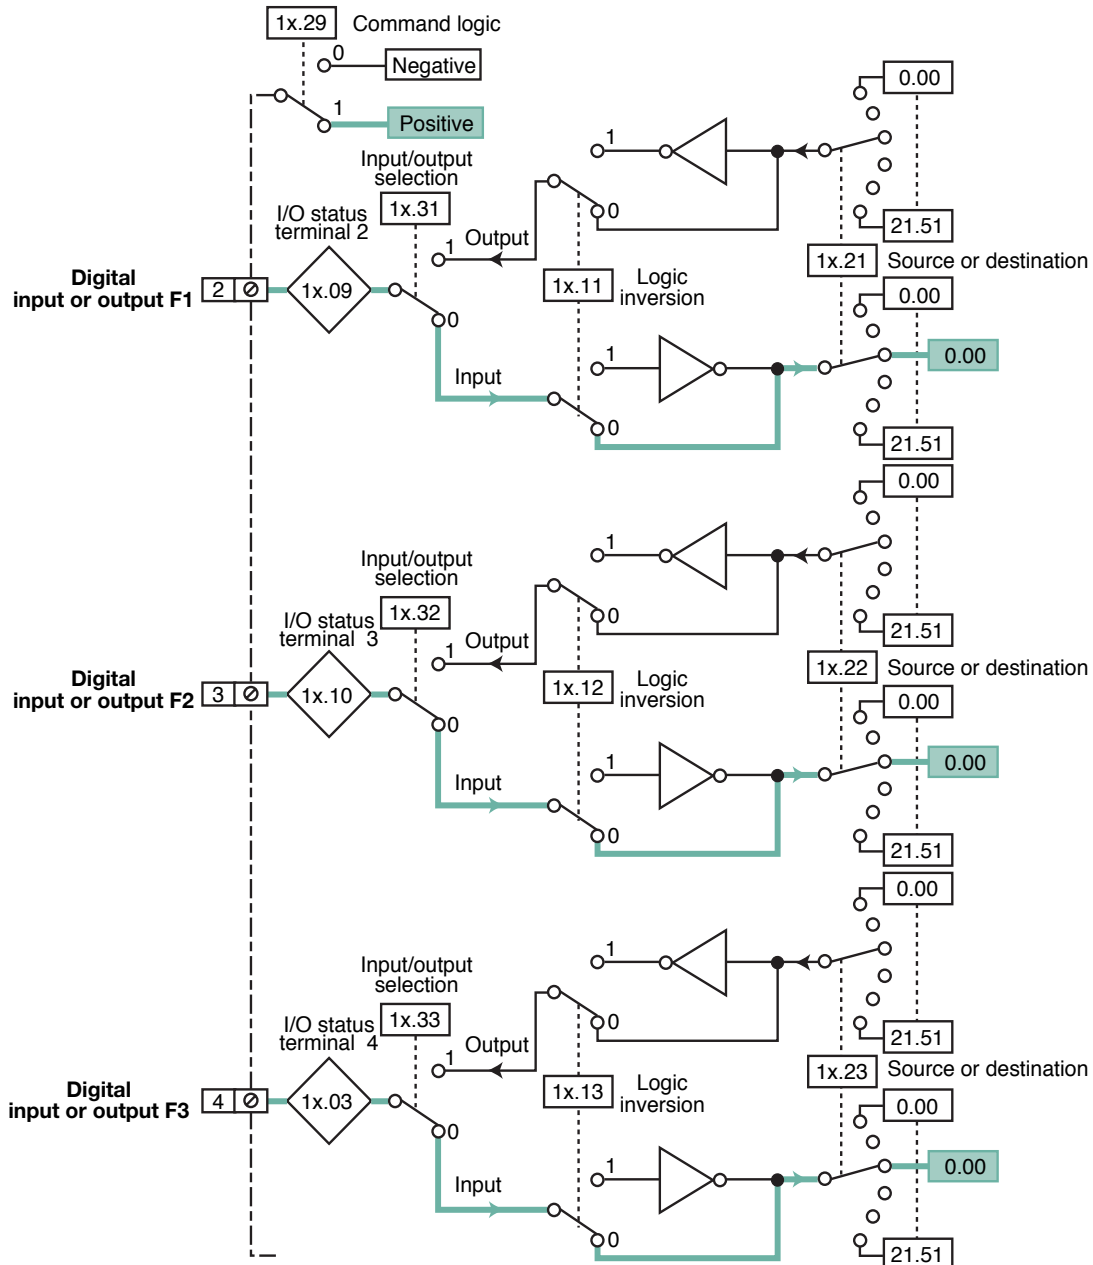 1x.29 Command logic
0
Negative
1
Positive
0.00
Input/output
selection
1
1x.31
I/O status
terminal 2
0
21.51
1
Output
1x.21 Source or destination
Digital
input or output F1
2
1x.09
1x.11
Logic
inversion
0.00
0
1
0.00
Input
0
21.51
0.00
Input/output
selection
1
1x.32
I/O status
terminal 3
0
21.51
1
Output
1x.22 Source or destination
Digital
input or output F2
3
1x.10
1x.12
Logic
inversion
0.00
0
1
0.00
Input
0
21.51
0.00
Input/output
selection
1
1x.33
I/O status
terminal 4
0
21.51
1
Output
1x.23 Source or destination
Digital
input or output F3
4
1x.03
1x.13
Logic
inversion
0.00
0
1
0.00
Input
0
21.51